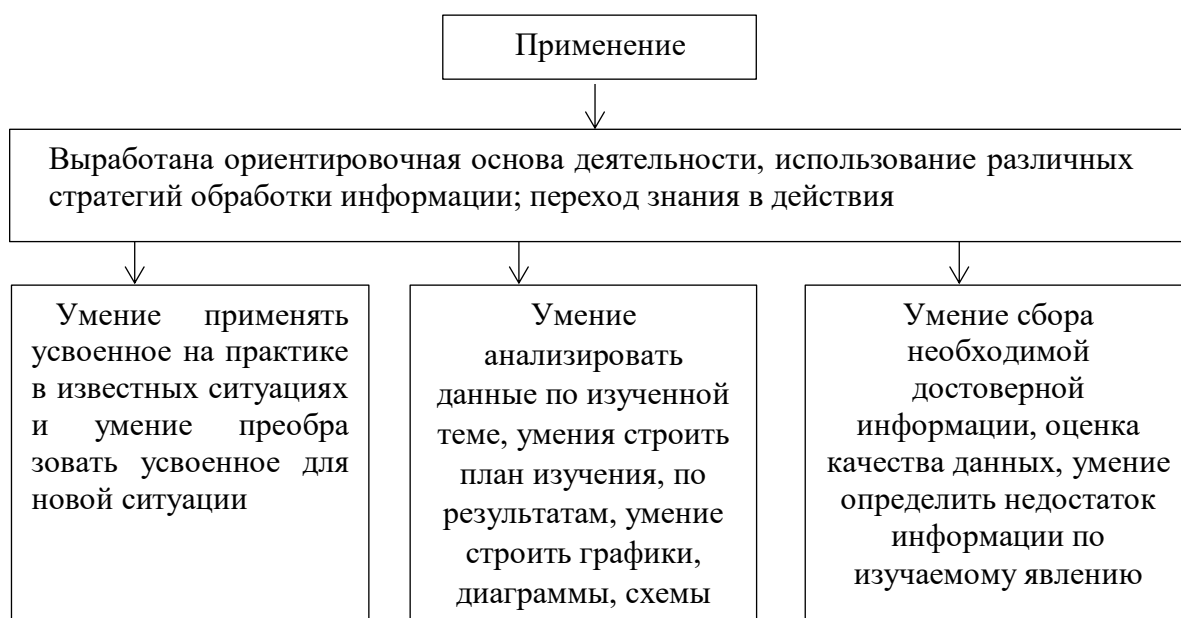 Применение
Выработана ориентировочная основа деятельности, использование различных
стратегий обработки информации; переход знания в действия
Умение применять
усвоенное на практике
в известных ситуациях
и умение преобра
зовать усвоенное для
новой ситуации
Умение
анализировать
данные по изученной
теме, умения строить
план изучения, по
результатам, умение
строить графики,
диаграммы, схемы
Умение сбора
необходимой
достоверной
информации, оценка
качества данных, умение
определить недостаток
информации по
изучаемому явлению